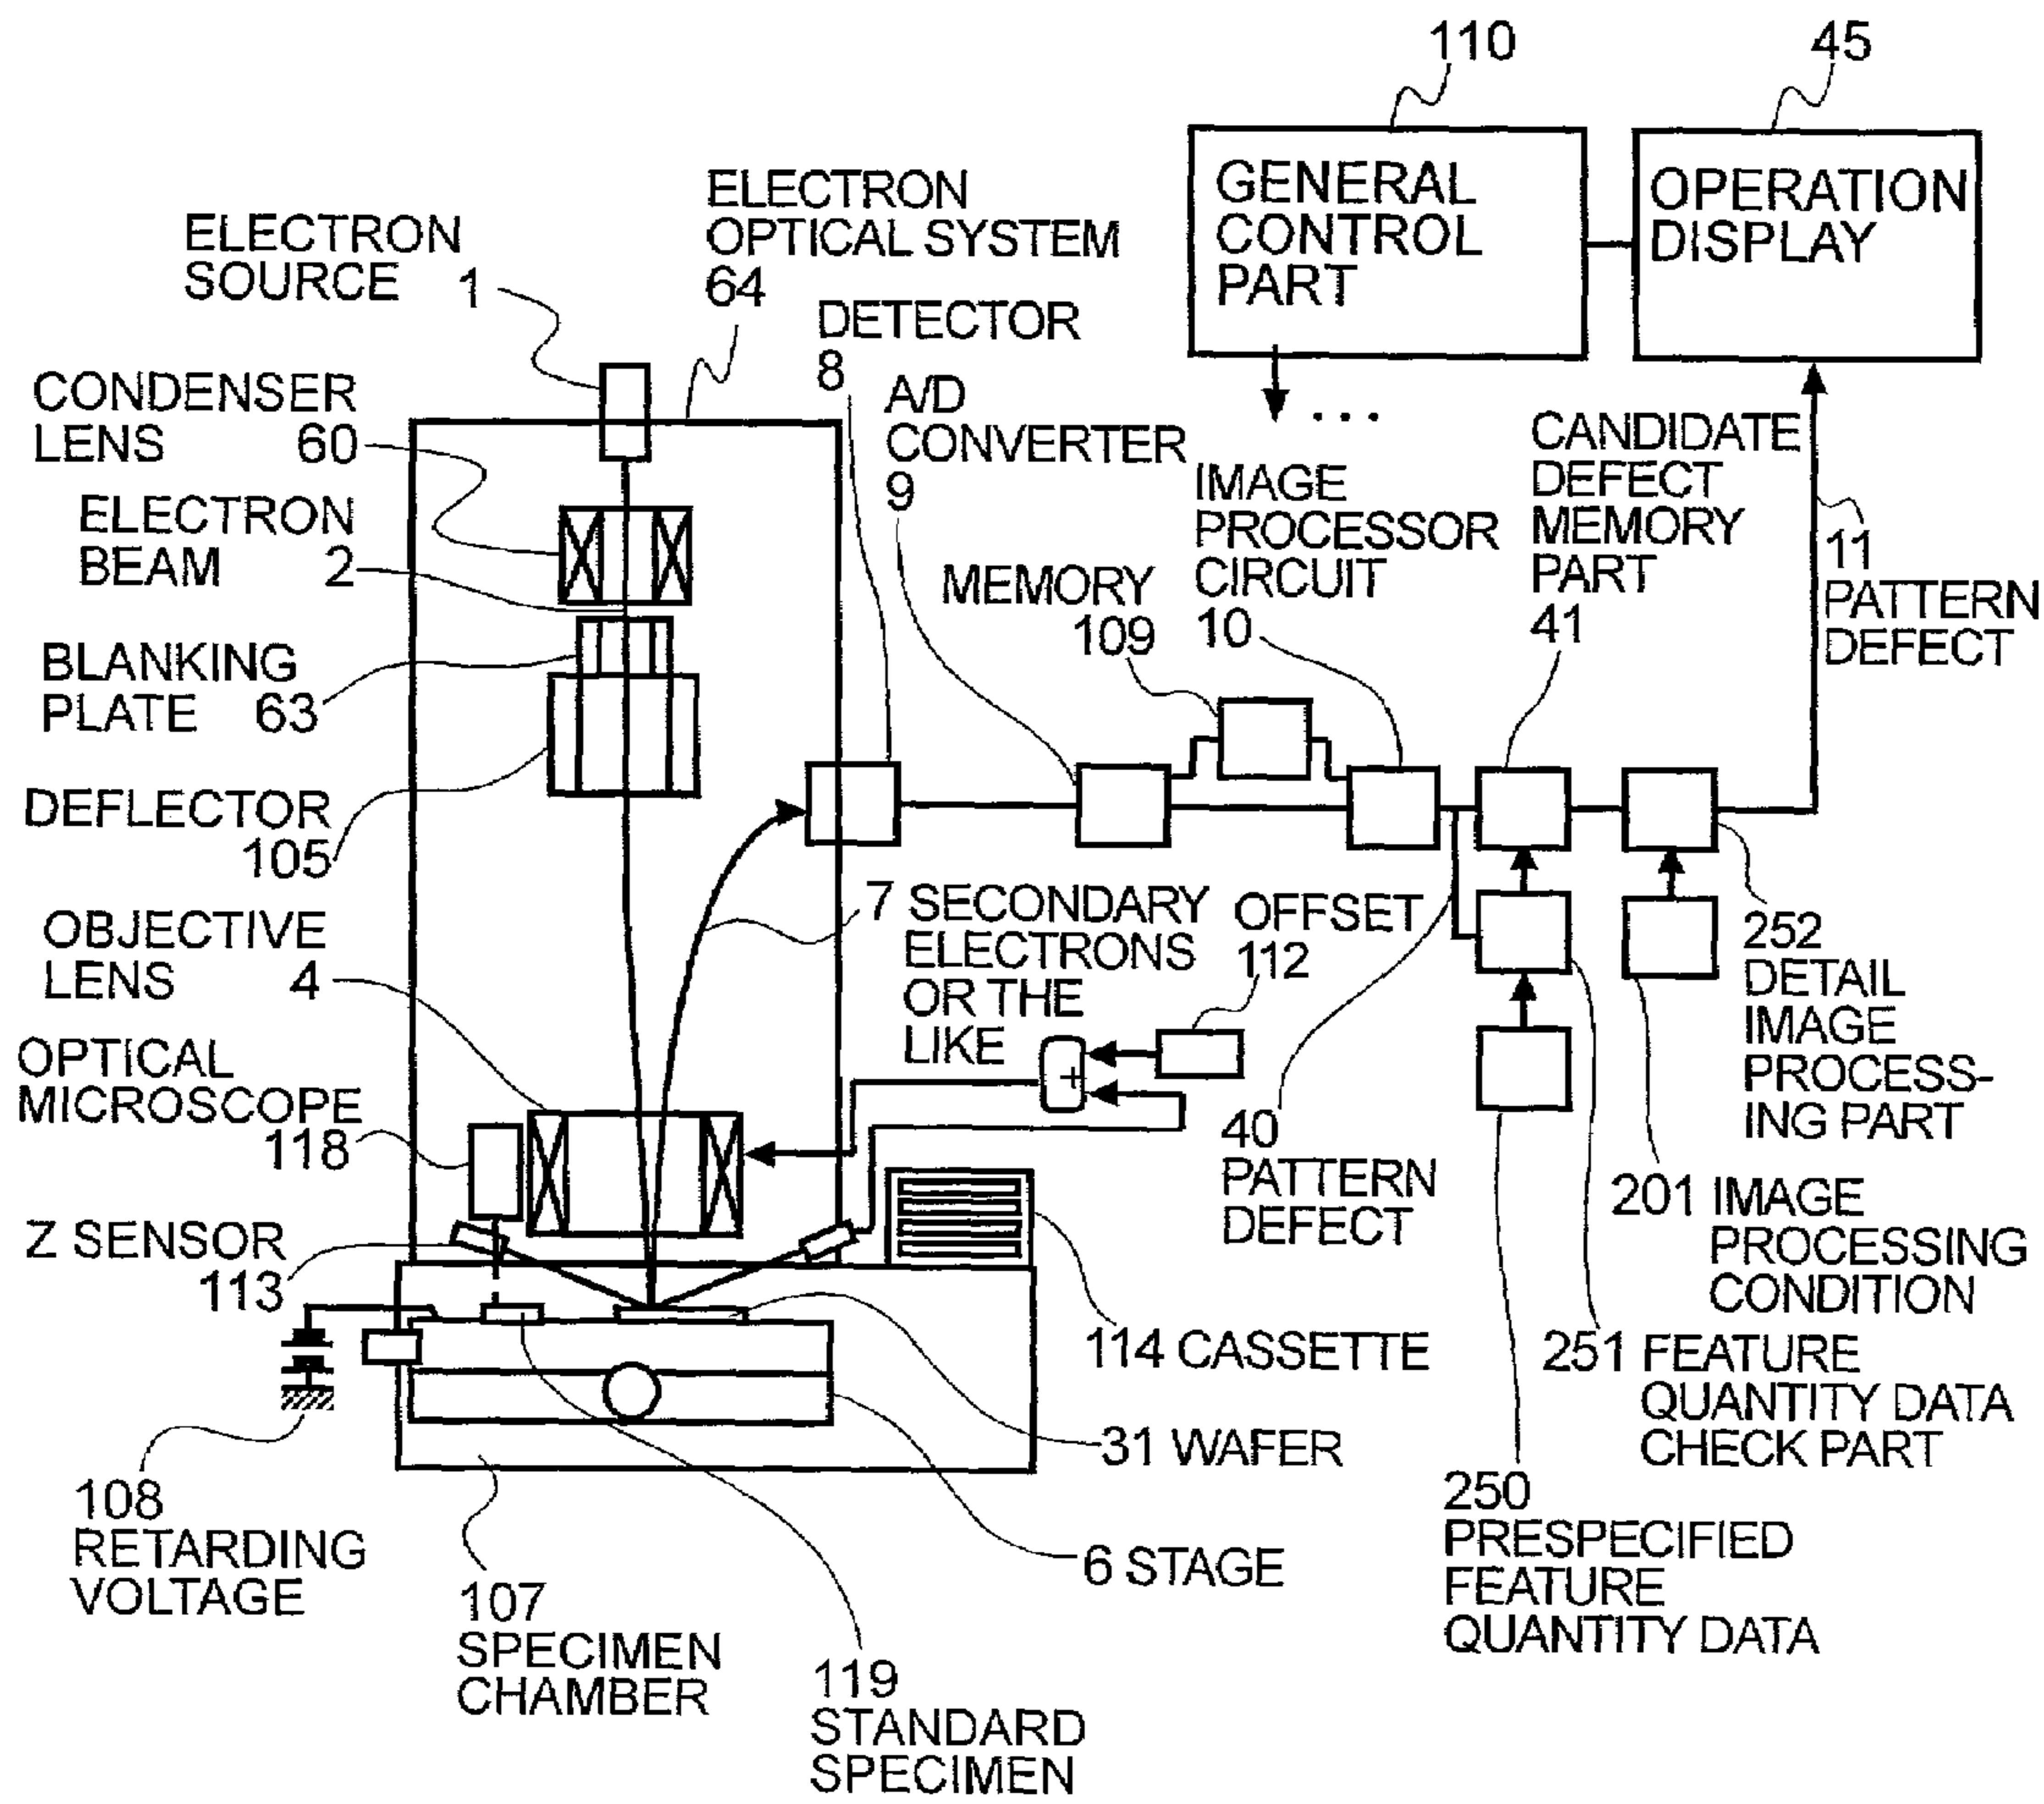 110
45
GENERAL
CONTROL
PART
OPERATION
DISPLAY
ELECTRON
SOURCE 1
ELECTRON
OPTICAL SYSTEM
64
DETECTOR
8
A/D
CONVERTER
9
CONDENSER
LENS 60
ELECTRON
BEAM 2
BLANKING
PLATE 63
DEFLECTOR
105
OBJECTIVE
LENS 4
OPTICAL
MICROSCOPE
118
Z SENSOR
113
...
IMAGE
PROCESSOR
CIRCUIT
10
MEMORY
109
CANDIDATE
DEFECT
MEMORY
PART
41
11
PATTERN
DEFECT
7 SECONDARY
ELECTRONS
OR THE
LIKE
OFFSET
112
+
40
PATTERN
DEFECT
252
DETAIL
IMAGE
PROCESS-
ING PART
201 IMAGE
PROCESSING
CONDITION
251 FEATURE
QUANTITY DATA
CHECK PART
250
PRESPECIFIED
FEATURE
QUANTITY DATA
114 CASSETTE
31 WAFER
6 STAGE
108
RETARDING
VOLTAGE
107
SPECIMEN
CHAMBER
119
STANDARD
SPECIMEN